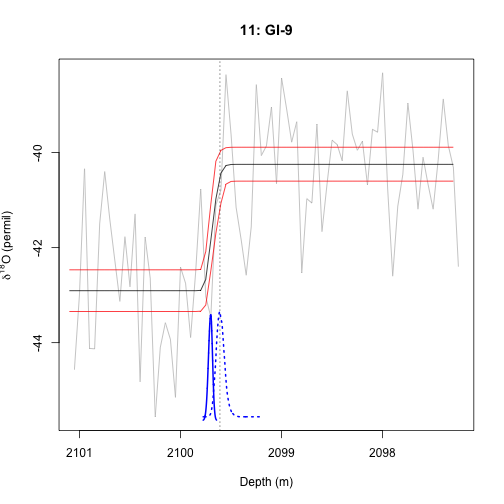 11: GI-9
δ18O (permil)
-40
-42
-44
2101 2100 2099 2098
Depth (m)